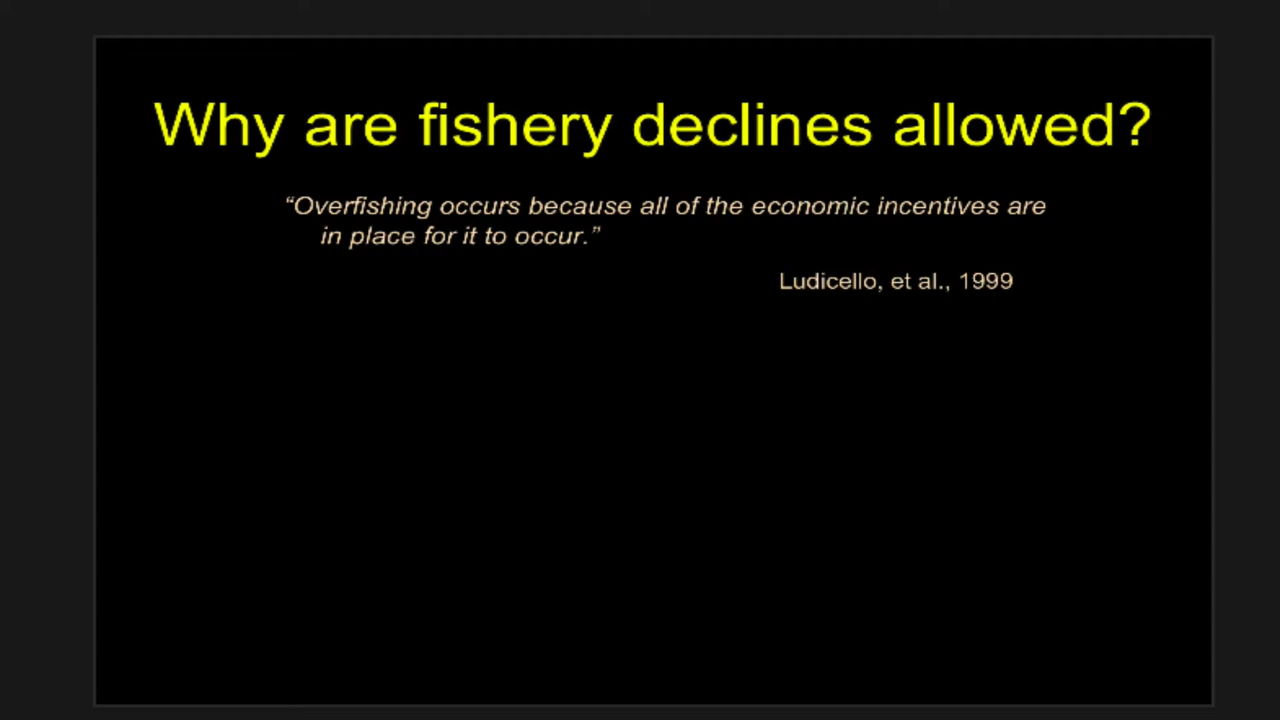 Why are fishery declines allowed?
“Overfishing occurs because all of the economic incentives are
in place for it to occur.”
Ludicello, et al., 1999